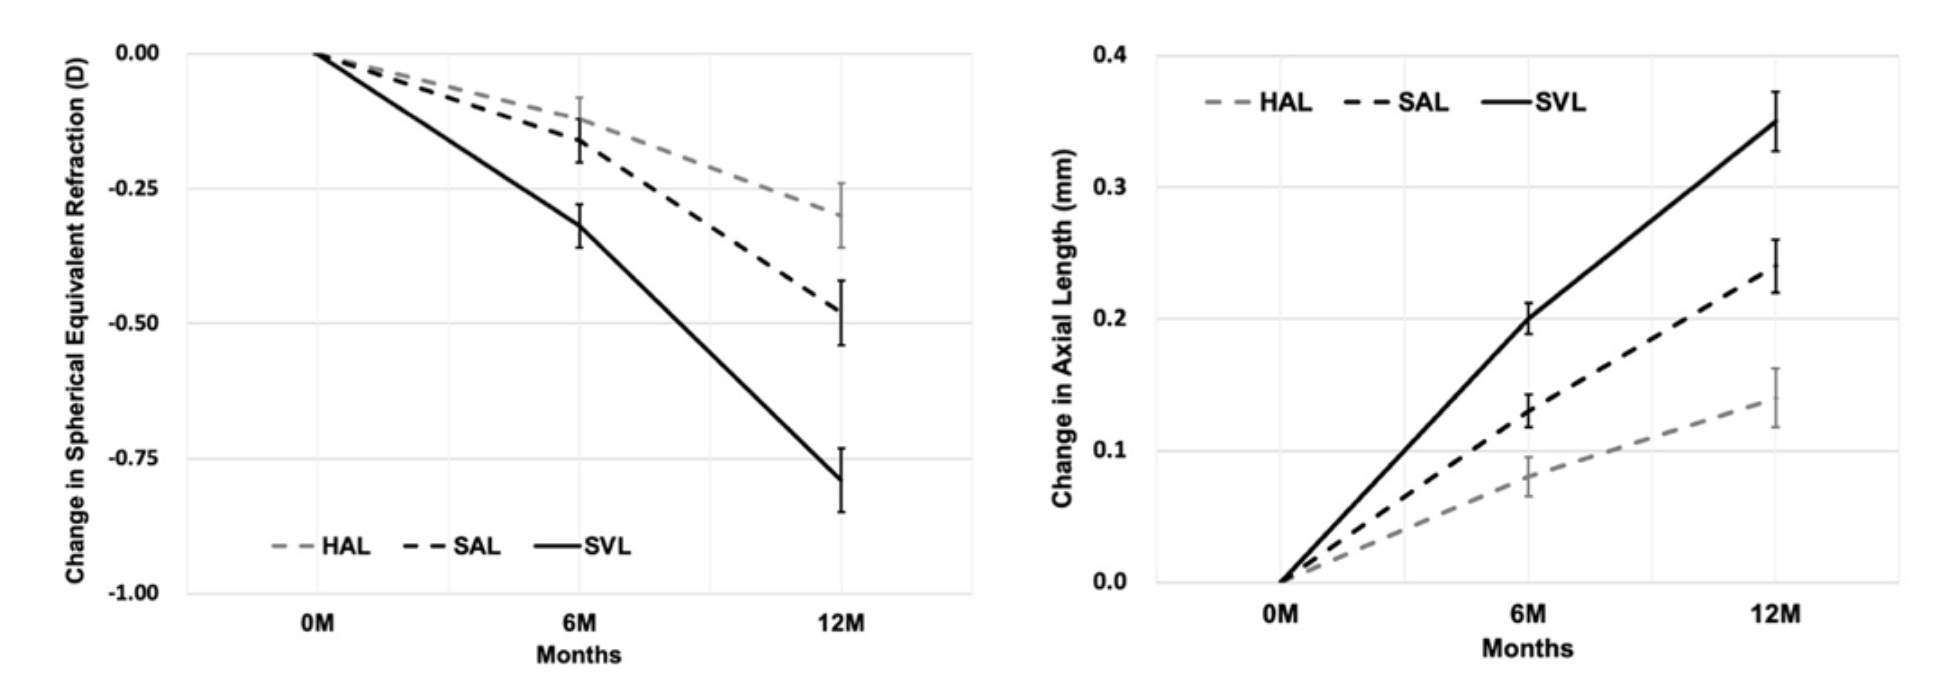 Change in Spherical Equivalent Refraction (D)
0.00
-0.25
-0.50
-0.75
-1.00
HAL SAL SVL
0M 6M 12M
Months
Change in Axial Length (mm)
0.4
0.3
0.2
0.1
0.0
HAL SAL SVL
0M 6M 12M
Months